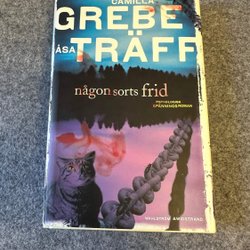 CAMILLA
GREBE
ÅSA
TRÄFF
någon sorts frid
PSYKOLOGISK
SPÄNNINGSROMAN
WAHLSTRÖM & WIDSTRAND